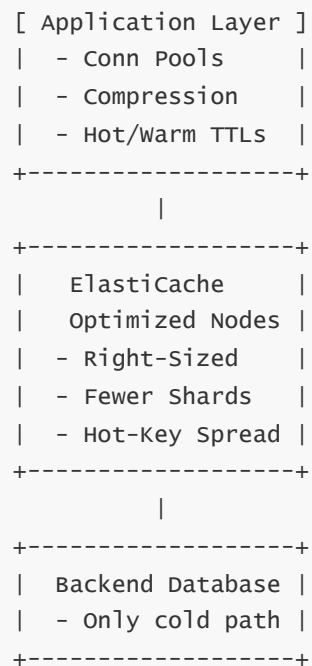 [ Application Layer ]
|  - Conn Pools      |
|  - Compression     |
|  - Hot/Warm TTLs   |
+--------------------+
          |
+--------------------+
|   ElastiCache      |
|   Optimized Nodes  |
|  - Right-Sized     |
|  - Fewer Shards    |
|  - Hot-Key Spread  |
+--------------------+
          |
+--------------------+
|  Backend Database  |
|  - Only cold path  |
+--------------------+